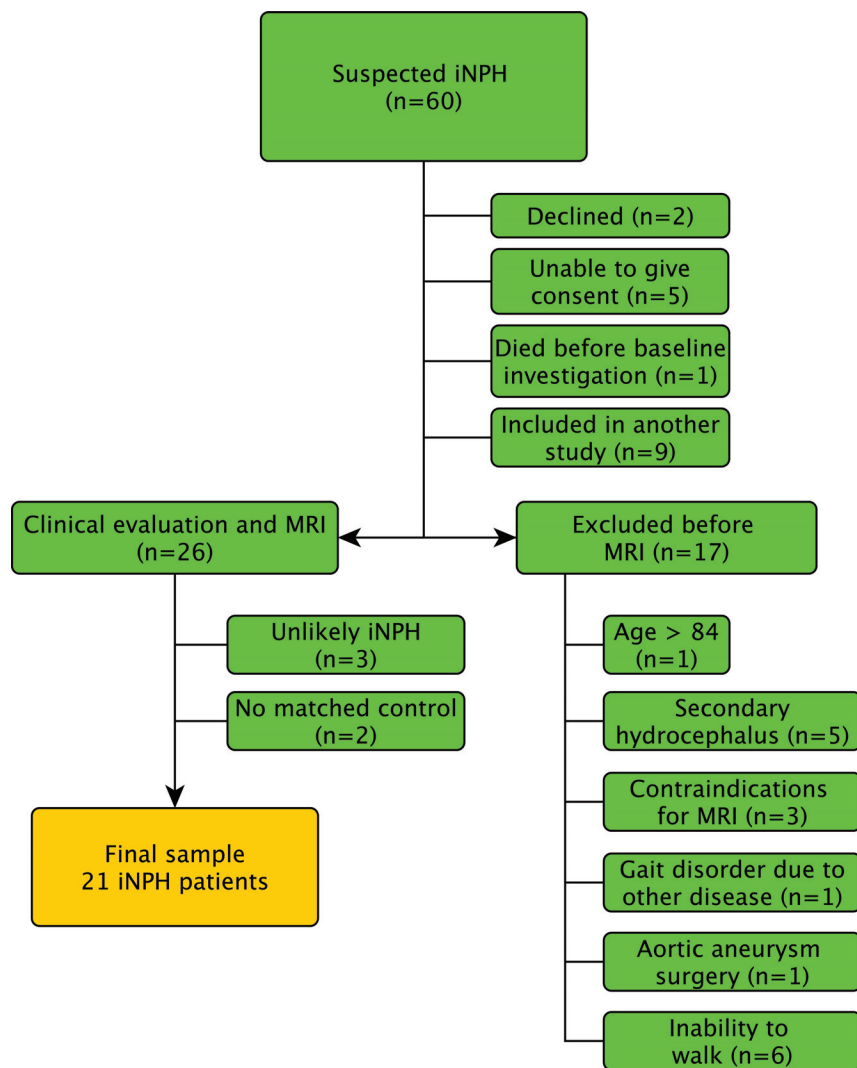 Suspected iNPH
(n=60)
Declined (n=2)
Unable to give
consent (n=5)
Died before baseline
investigation (n=1)
Included in another
study (n=9)
Clinical evaluation and MRI
(n=26)
Excluded before
MRI (n=17)
Unlikely iNPH
(n=3)
No matched control
(n=2)
Final sample
21 iNPH patients
Age > 84
(n=1)
Secondary
hydrocephalus (n=5)
Contraindications
for MRI (n=3)
Gait disorder due to
other disease (n=1)
Aortic aneurysm
surgery (n=1)
Inability to
walk (n=6)